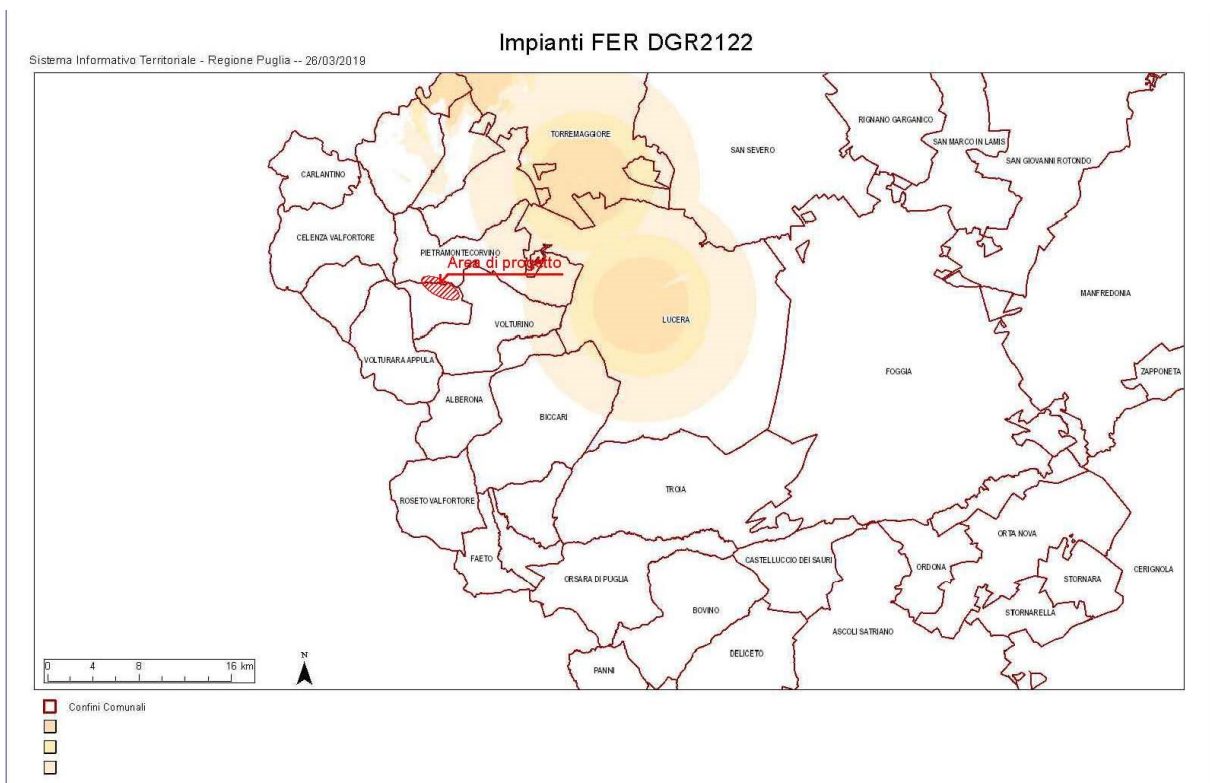 Impianti FER DGR2122
Sistema Informativo Territoriale - Regione Puglia -- 26/03/2019
RIGNANO GARGANICO
TORREMAGGIORE
SAN SEVERO
SAN MARCO IN LAMIS
SAN GIOVANNI ROTONDO
CARLANTINO
CELENZA VALFORTORE
PIETRAMONTECORVINO
Area di progetto
MANFREDONIA
LUCERA
VOLTURINO
VOLTURARA APPULA
FOGGIA
ZAPPONETA
ALBERONA
BICCARI
TROIA
ROSETO VALFORTORE
ORTA NOVA
FAETO
CASTELLUCCIO DEI SAURI
ORDONA
CERIGNOLA
ORSARA DI PUGLIA
STORNARA
BOVINO
STORNARELLA
ASCOLI SATRIANO
DELICETO
PANNI
0 4 8 16 km
N
Confini Comunali